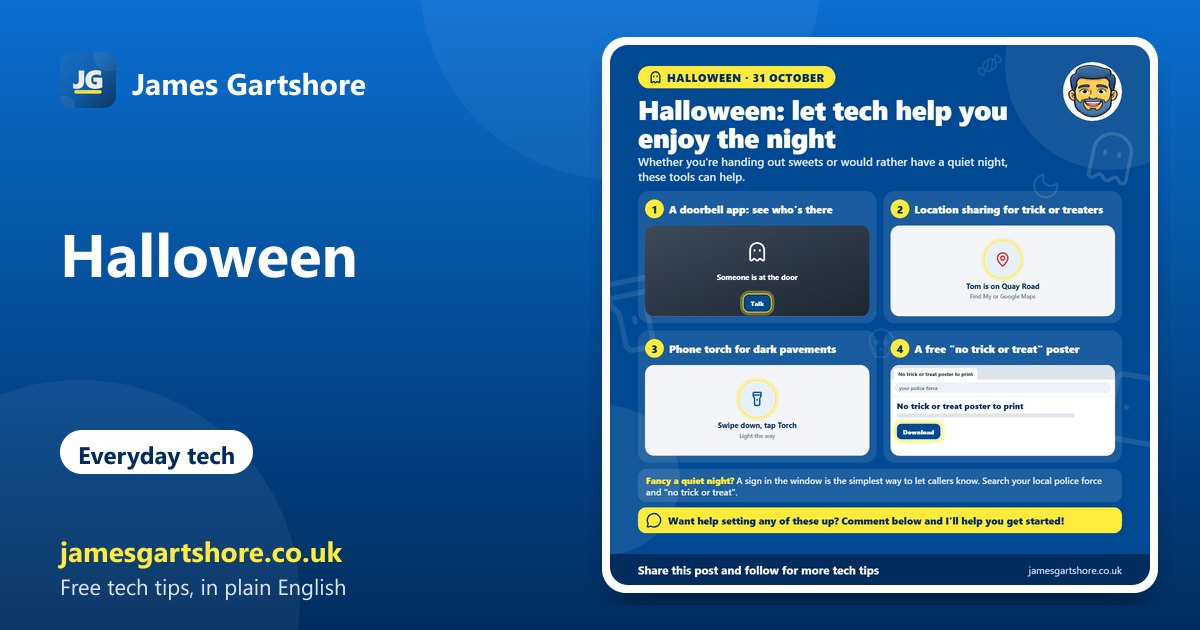 JG
James Gartshore
Halloween
Everyday tech
jamesgartshore.co.uk
Free tech tips, in plain English
HALLOWEEN · 31 OCTOBER
Halloween: let tech help you
enjoy the night
Whether you're handing out sweets or would rather have a quiet night,
these tools can help.
1 A doorbell app: see who's there
Someone is at the door
Talk
2 Location sharing for trick or treaters
Tom is on Quay Road
Find My or Google Maps
3 Phone torch for dark pavements
Swipe down, tap Torch
Light the way
4 A free "no trick or treat" poster
No trick or treat poster to print
your police force
No trick or treat poster to print
Download
Fancy a quiet night? A sign in the window is the simplest way to let callers know. Search your local police force
and "no trick or treat".
Want help setting any of these up? Comment below and I'll help you get started!
Share this post and follow for more tech tips
jamesgartshore.co.uk